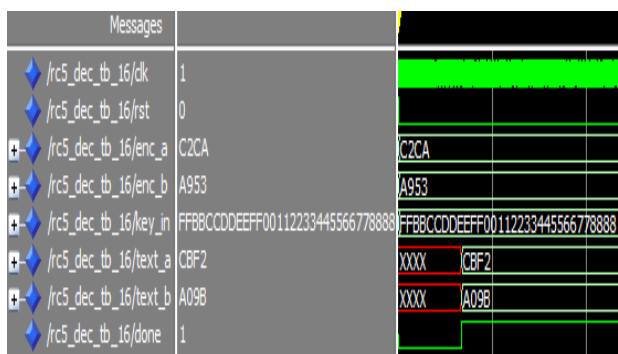 Messages
/rc5_dec_tb_16/clk 1
/rc5_dec_tb_16/rst 0
/rc5_dec_tb_16/enc_a C2CA C2CA
/rc5_dec_tb_16/enc_b A953 A953
/rc5_dec_tb_16/key_in FFBBCCDDEEFF00112233445566778888 FFBBCCDDEEFF00112233445566778888
/rc5_dec_tb_16/text_a CBF2 XXXX CBF2
/rc5_dec_tb_16/text_b A09B XXXX A09B
/rc5_dec_tb_16/done 1